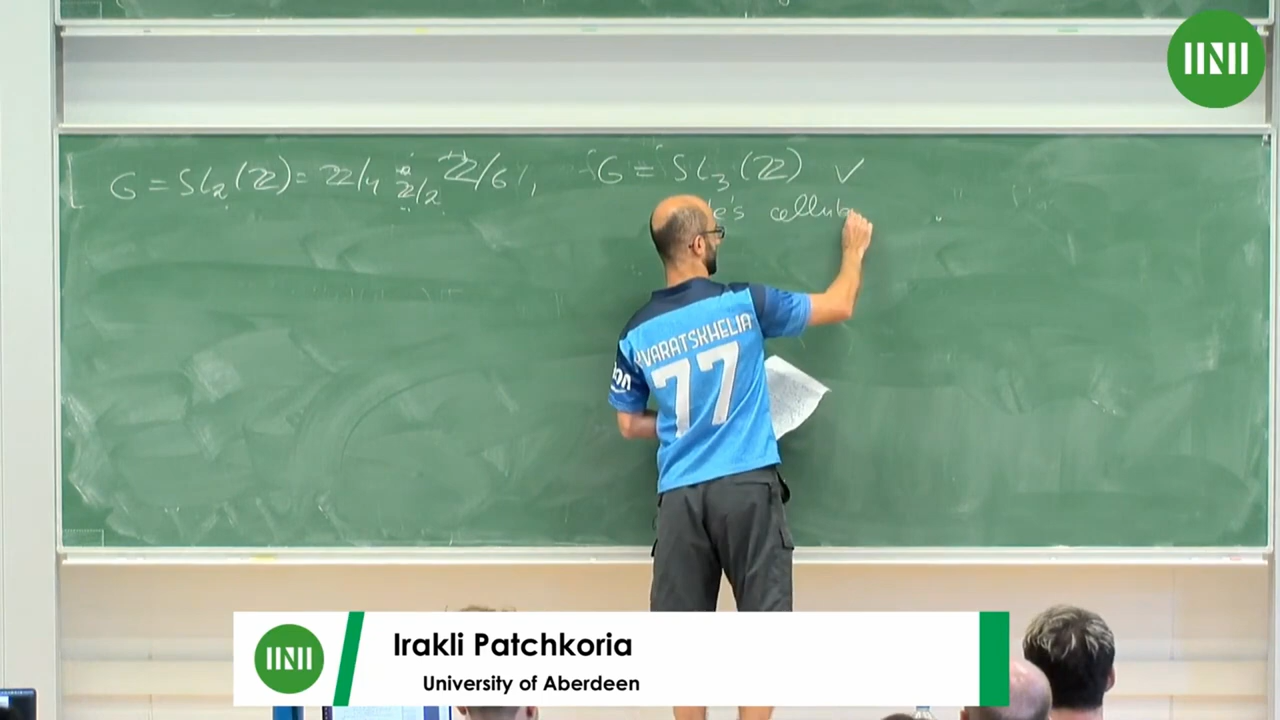 G = SL₂(ℤ) = ℤ/4 * ℤ/2 ℤ/6, G = SL₃(ℤ) ✓
e's cellul
KVARATSKHELIA
77
INI
Irakli Patchkoria
University of Aberdeen